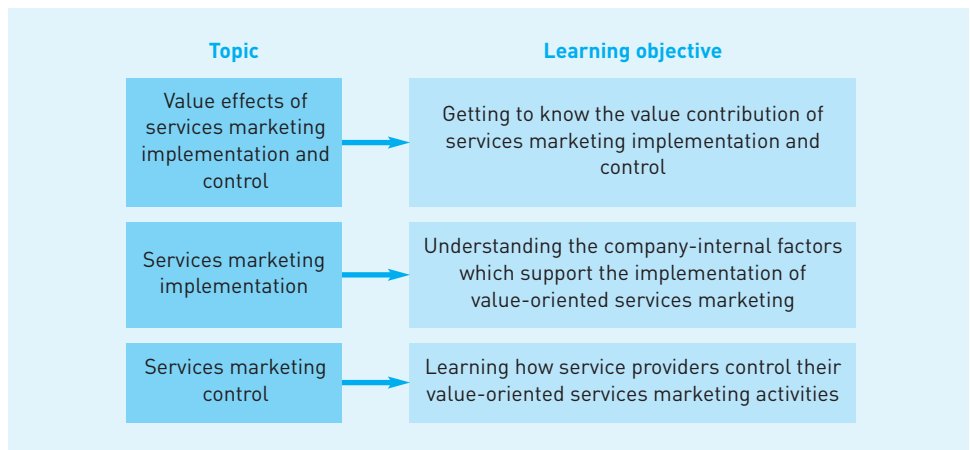 Topic
Learning objective
Value effects of
services marketing
implementation and
control
Getting to know the value contribution of
services marketing implementation and
control
Services marketing
implementation
Understanding the company-internal factors
which support the implementation of
value-oriented services marketing
Services marketing
control
Learning how service providers control their
value-oriented services marketing activities